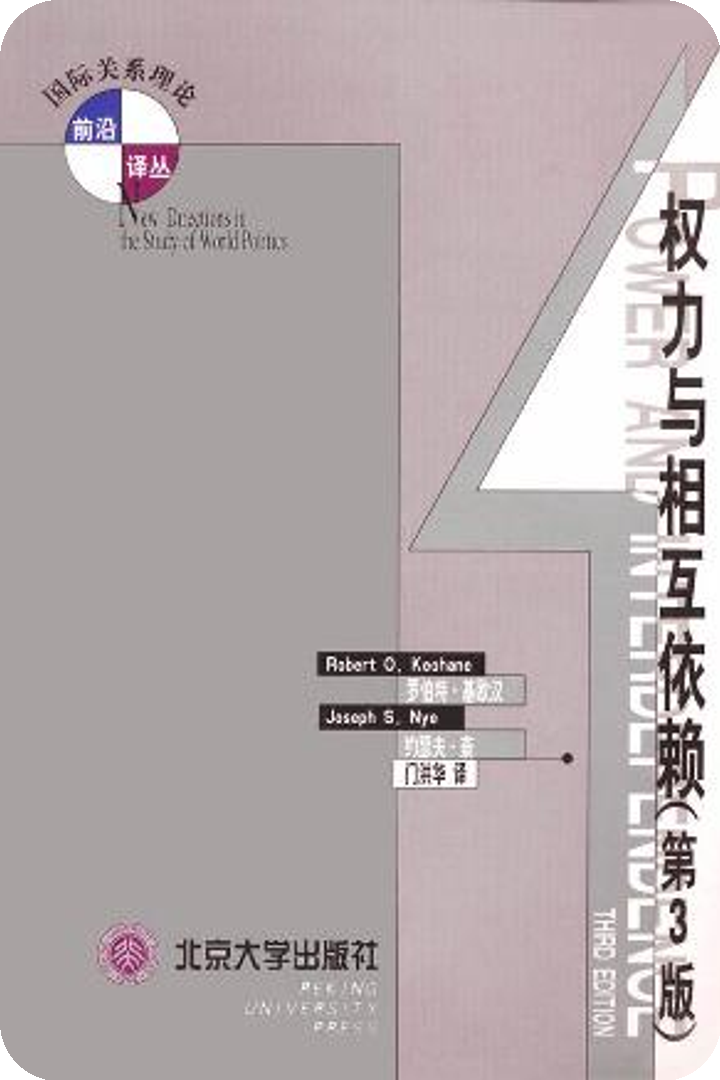 国际关系理论
前沿
译丛
New Directions in
the Study of World Politics
权力与相互依赖(第3版)
POWER AND INTERDEPENDENCE
THIRD EDITION
Robert O. Keohane
罗伯特·基欧汉
Joseph S. Nye
约瑟夫·奈
门洪华 译
北京大学出版社
PEKING
UNIVERSITY
PRESS